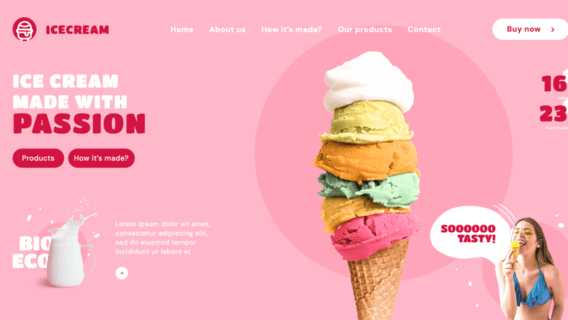 ICECREAM
Home About us How it's made? Our products Contact
Buy now
ICE CREAM
MADE WITH
PASSION
Products How it's made?
16
23
BIO
ECO
Lorem ipsum dolor sit amet,
consectetur adipiscing elit,
sed do eiusmod tempor
incididunt ut labore et
SOOOOOO
TASTY!